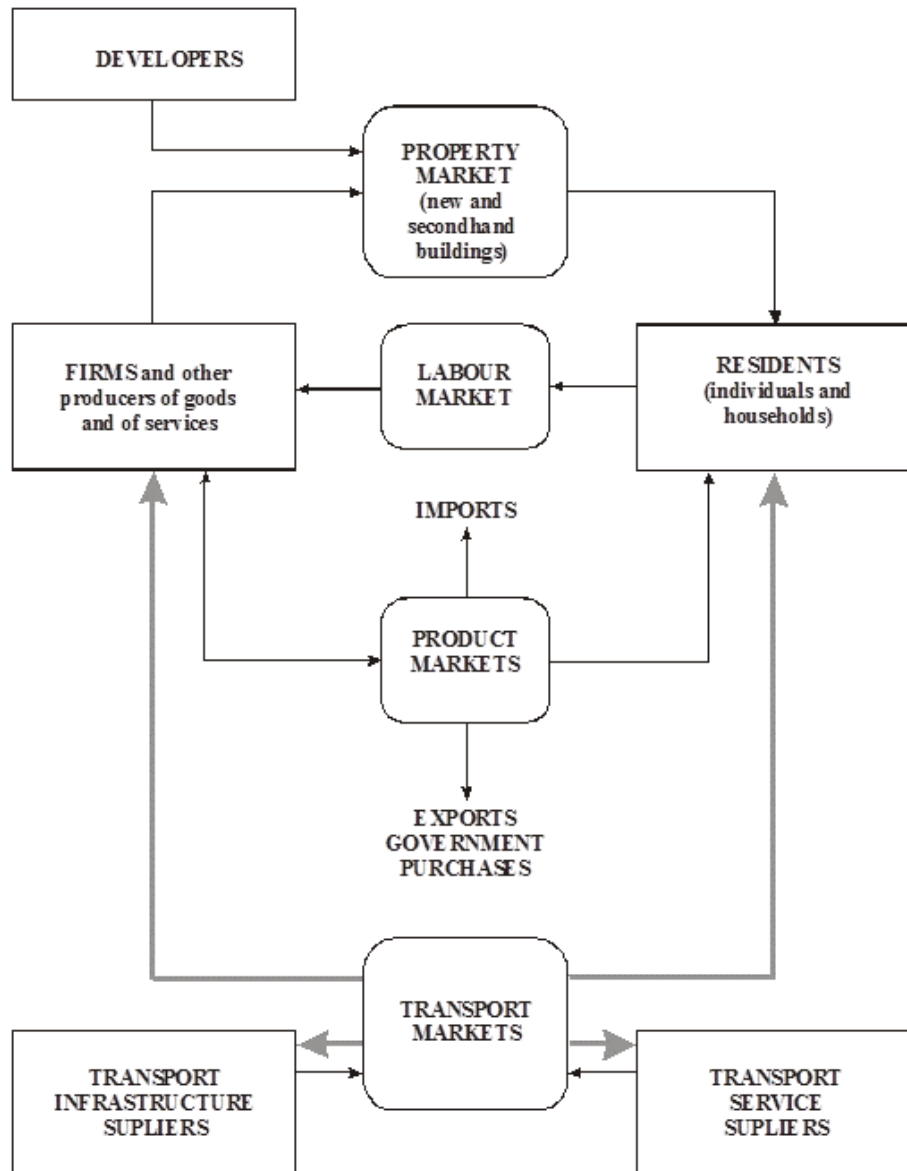 DEVELOPERS
PROPERTY
MARKET
(new and
secondhand
buildings)
FIRMS and other
producers of goods
and of services
LABOUR
MARKET
RESIDENTS
(individuals and
households)
IMPORTS
PRODUCT
MARKETS
EXPORTS
GOVERNMENT
PURCHASES
TRANSPORT
MARKETS
TRANSPORT
INFRASTRUCTURE
SUPLIERS
TRANSPORT
SERVICE
SUPLIERS